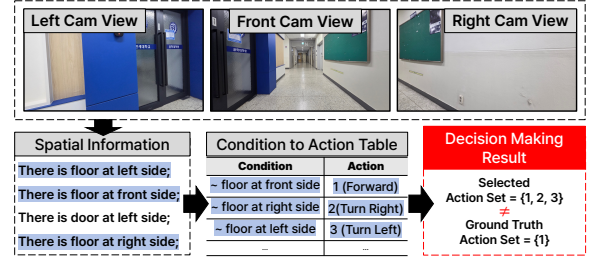 Left Cam View
Front Cam View
Right Cam View
Spatial Information
There is floor at left side;
There is floor at front side;
There is door at left side;
There is floor at right side;
Condition to Action Table
Condition Action
~ floor at front side 1 (Forward)
~ floor at right side 2(Turn Right)
~ floor at left side 3 (Turn Left)
... ...
Decision Making
Result
Selected
Action Set = {1, 2, 3}
≠
Ground Truth
Action Set = {1}